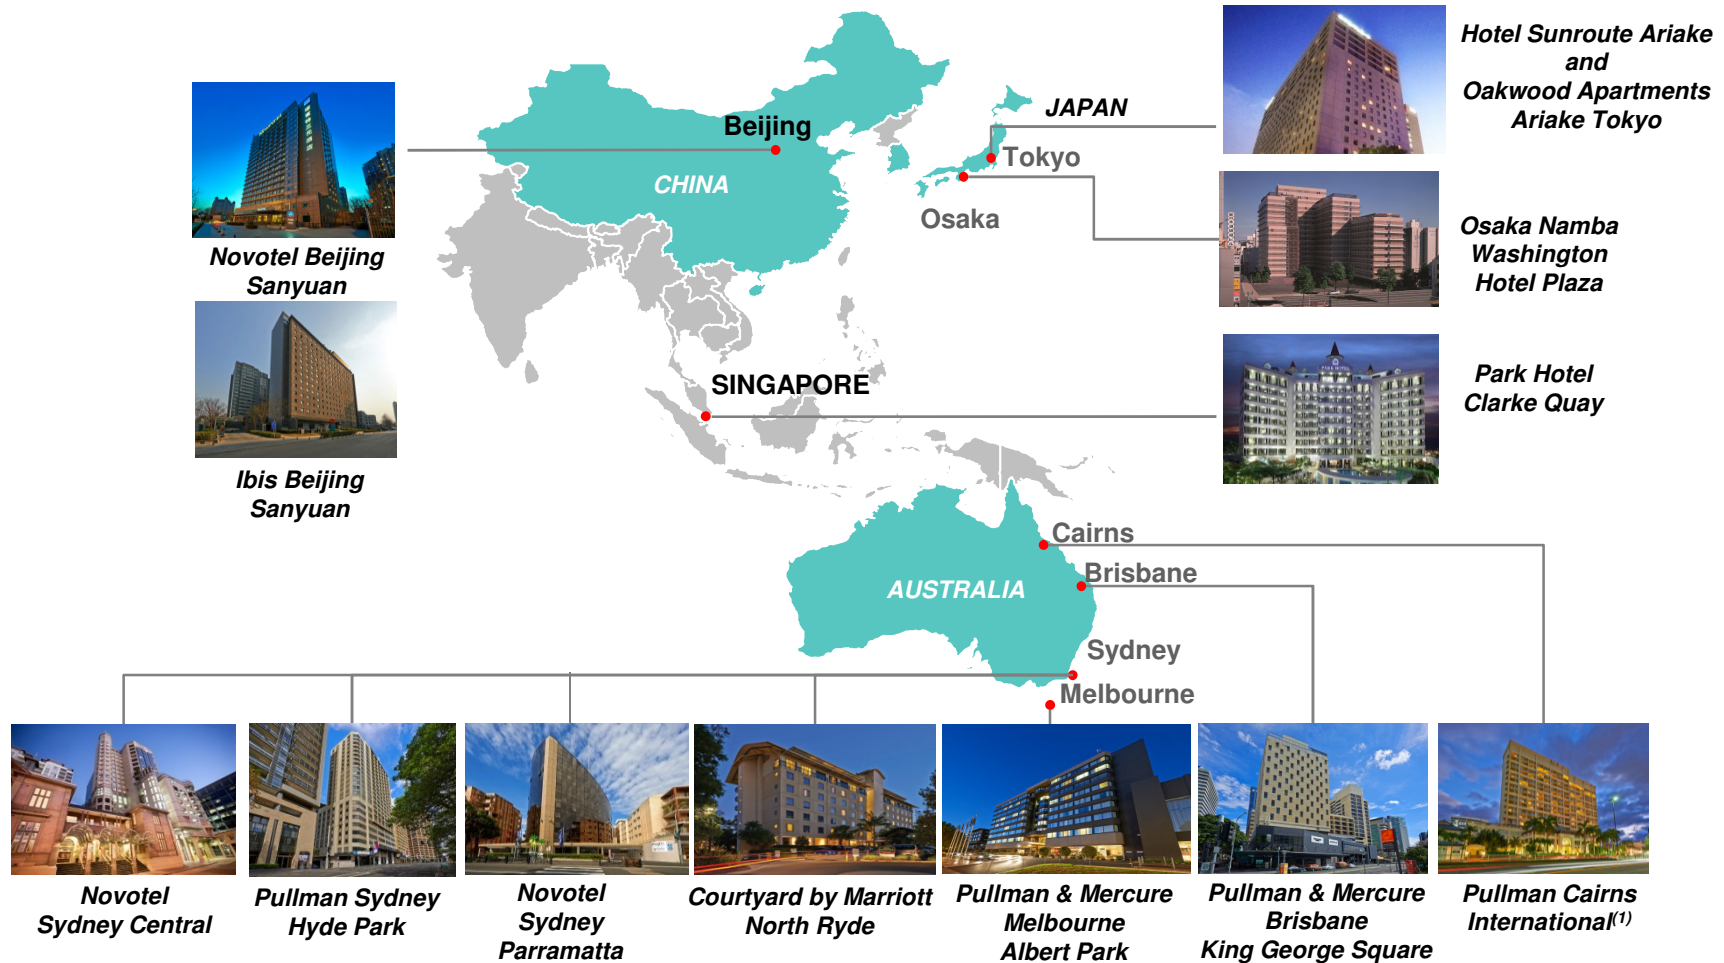 Hotel Sunroute Ariake
and
Oakwood Apartments
Ariake Tokyo
JAPAN
Beijing
Tokyo
CHINA
Osaka
Osaka Namba
Washington
Hotel Plaza
Novotel Beijing
Sanyuan
PARK HOTEL
SINGAPORE
Park Hotel
Clarke Quay
Ibis Beijing
Sanyuan
Cairns
Brisbane
AUSTRALIA
Sydney
Melbourne
Novotel
Sydney Central
Pullman Sydney
Hyde Park
Novotel
Sydney
Parramatta
Courtyard by Marriott
North Ryde
Pullman & Mercure
Melbourne
Albert Park
Pullman & Mercure
Brisbane
King George Square
Pullman Cairns
International(1)